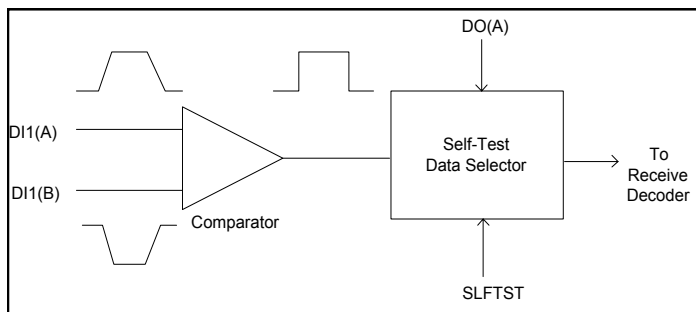 DO(A)
DI1(A)
Self-Test
Data Selector
To
Receive
Decoder
DI1(B)
Comparator
SLFTST